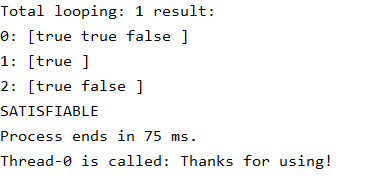 Total looping: 1 result:
0: [true true false ]
1: [true ]
2: [true false ]
SATISFIABLE
Process ends in 75 ms.
Thread-0 is called: Thanks for using!